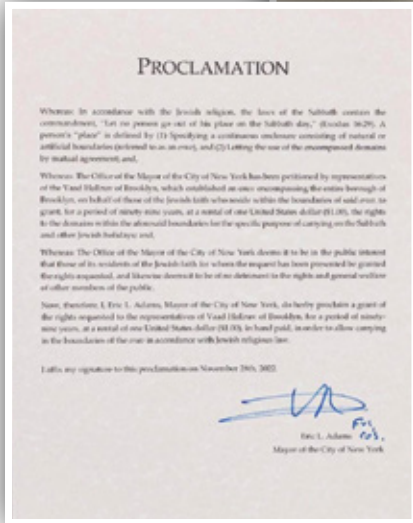 PROCLAMATION
Whereas: In accordance with the Jewish religion, the laws of the Sabbath contain the
commandment, "Let no person go out of his place on the Sabbath day," (Exodus 16:29). A
person's "place" is defined by (1) Specifying a continuous enclosure consisting of natural or
artificial boundaries (referred to as an eruv), and (2) Letting the use of the encompassed domains
by mutual agreement; and,
Whereas: The Office of the Mayor of the City of New York has been petitioned by representatives
of the Vaad of Brooklyn, which established an eruv encompassing the entire borough of
Brooklyn, on behalf of those of the Jewish faith who reside within the boundaries of said eruv to
grant, for a period of ninety-nine years, at a rental of one United States dollar ($1.00), the rights
to the domains within the aforesaid boundaries for the specific purpose of carrying on the Sabbath
and other Jewish holidays; and,
Whereas: The Office of the Mayor of the City of New York deems it to be in the public interest
that those of its residents of the Jewish faith for whom the request has been presented be granted
the rights requested, and likewise deems it to be of no detriment to the rights and general welfare
of other members of the public.
Now, therefore, I, Eric L. Adams, Mayor of the City of New York, do hereby proclaim a grant of
the rights requested to the representatives of Vaad of Brooklyn, for a period of ninety-
nine years, at a rental of one United States dollar ($1.00), in hand paid, in order to allow carrying
in the boundaries of the eruv in accordance with Jewish religious law.
I affix my signature to this proclamation on November 28th, 2022.
Eric L. Adams
Mayor of the City of New York